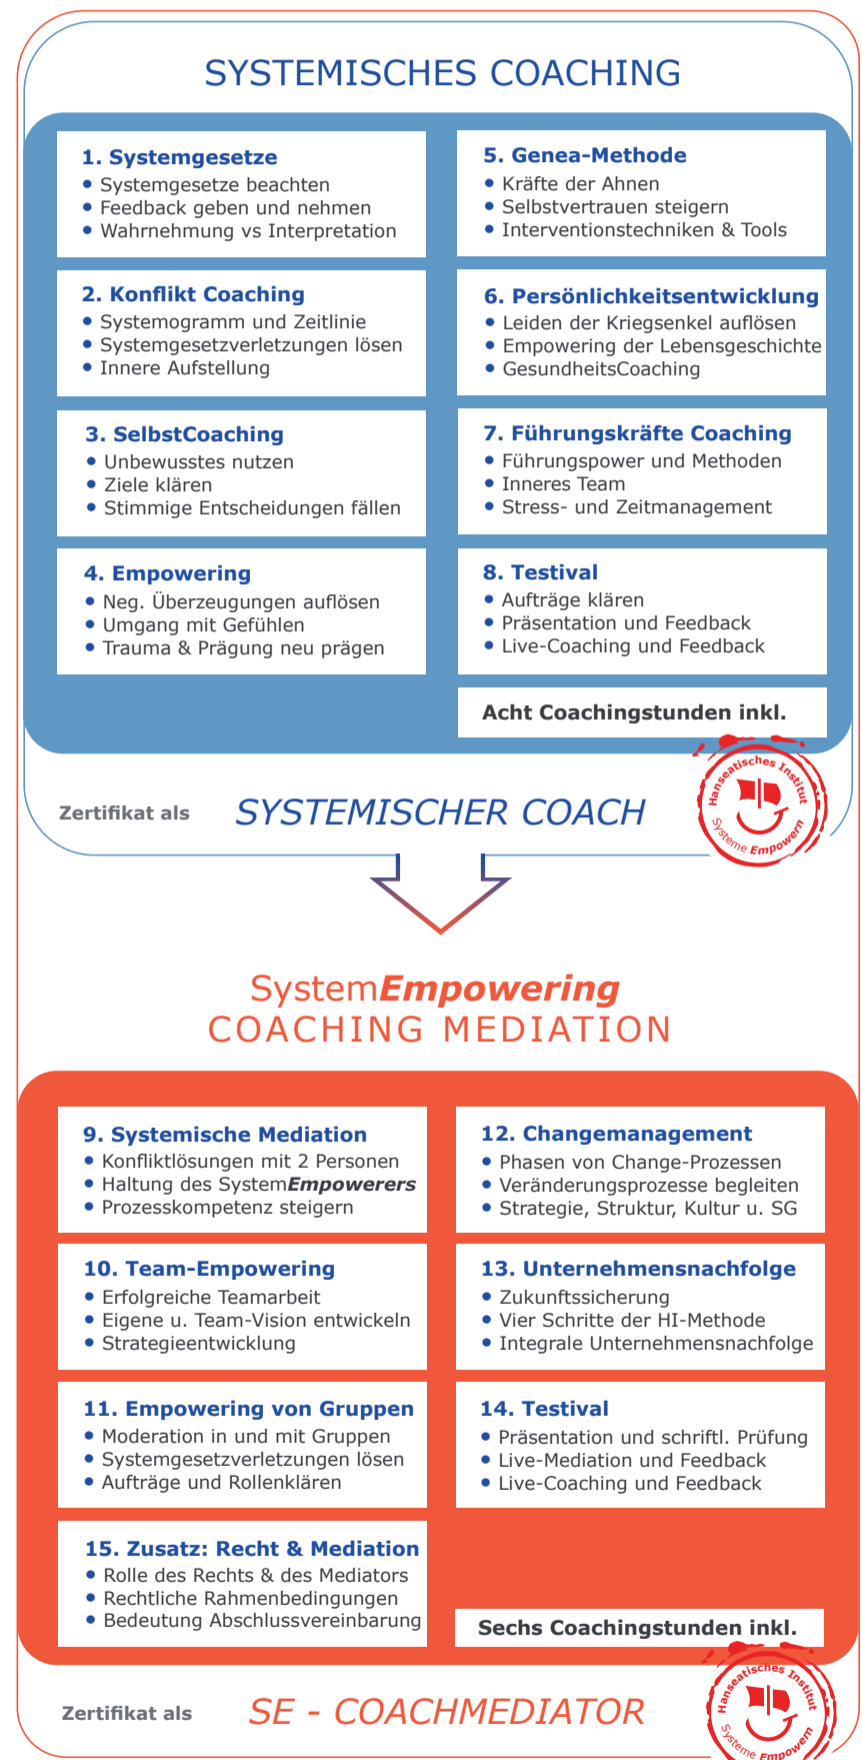 SYSTEMISCHES COACHING
1. Systemgesetze
• Systemgesetze beachten
• Feedback geben und nehmen
• Wahrnehmung vs Interpretation
2. Konflikt Coaching
• Systemogramm und Zeitlinie
• Systemgesetzverletzungen lösen
• Innere Aufstellung
3. SelbstCoaching
• Unbewusstes nutzen
• Ziele klären
• Stimmige Entscheidungen fällen
4. Empowering
• Neg. Überzeugungen auflösen
• Umgang mit Gefühlen
• Trauma & Prägung neu prägen
5. Genea-Methode
• Kräfte der Ahnen
• Selbstvertrauen steigern
• Interventionstechniken & Tools
6. Persönlichkeitsentwicklung
• Leiden der Kriegsenkel auflösen
• Empowering der Lebensgeschichte
• GesundheitsCoaching
7. Führungskräfte Coaching
• Führungspower und Methoden
• Inneres Team
• Stress- und Zeitmanagement
8. Testival
• Aufträge klären
• Präsentation und Feedback
• Live-Coaching und Feedback
Acht Coachingstunden inkl.
Zertifikat als SYSTEMISCHER COACH
Hanseatisches Institut
Systeme Empowern
SystemEmpowering
COACHING MEDIATION
9. Systemische Mediation
• Konfliktlösungen mit 2 Personen
• Haltung des SystemEmpowerers
• Prozesskompetenz steigern
10. Team-Empowering
• Erfolgreiche Teamarbeit
• Eigene u. Team-Vision entwickeln
• Strategieentwicklung
11. Empowering von Gruppen
• Moderation in und mit Gruppen
• Systemgesetzverletzungen lösen
• Aufträge und Rollenklären
15. Zusatz: Recht & Mediation
• Rolle des Rechts & des Mediators
• Rechtliche Rahmenbedingungen
• Bedeutung Abschlussvereinbarung
12. Changemanagement
• Phasen von Change-Prozessen
• Veränderungsprozesse begleiten
• Strategie, Struktur, Kultur u. SG
13. Unternehmensnachfolge
• Zukunftssicherung
• Vier Schritte der HI-Methode
• Integrale Unternehmensnachfolge
14. Testival
• Präsentation und schriftl. Prüfung
• Live-Mediation und Feedback
• Live-Coaching und Feedback
Sechs Coachingstunden inkl.
Zertifikat als SE - COACHMEDIATOR
Hanseatisches Institut
Systeme Empowern